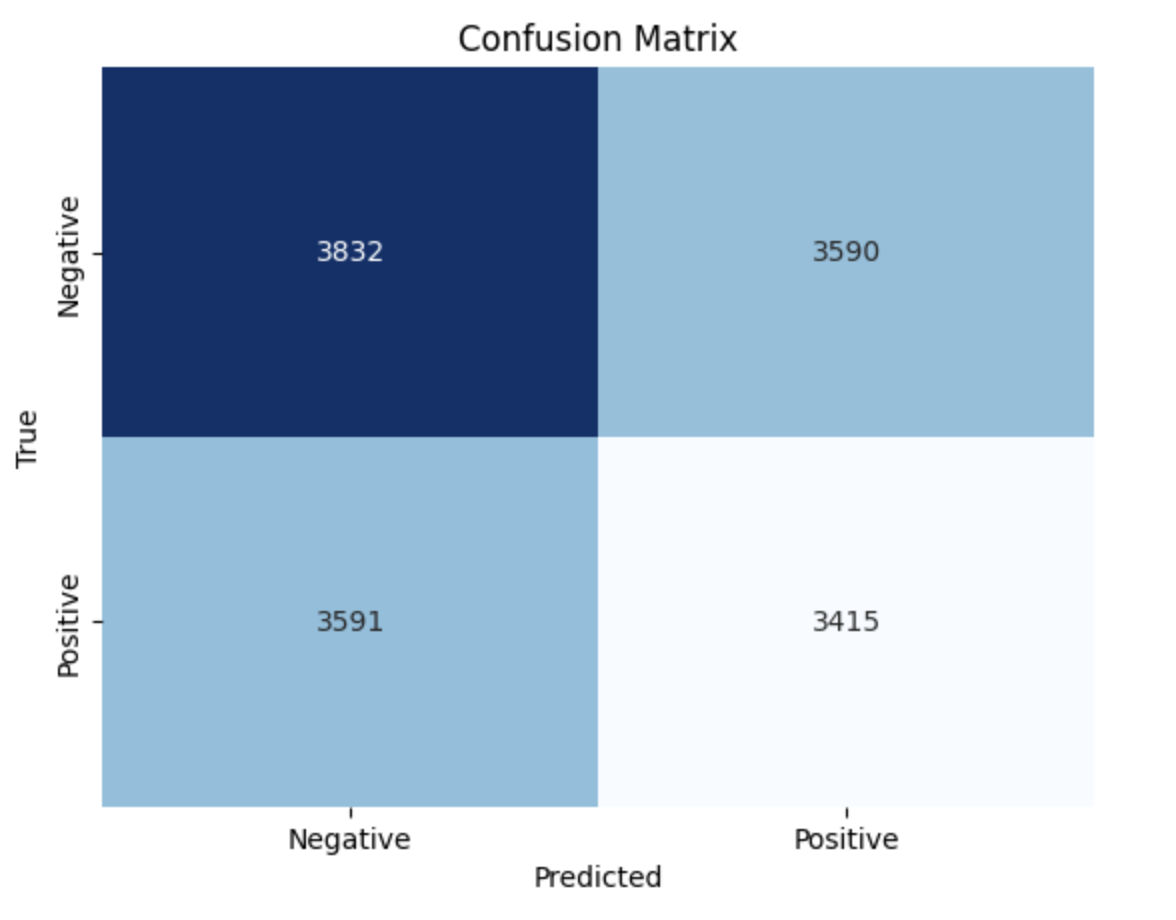 Confusion Matrix
Negative
3832
3590
True
Positive
3591
3415
Negative
Positive
Predicted